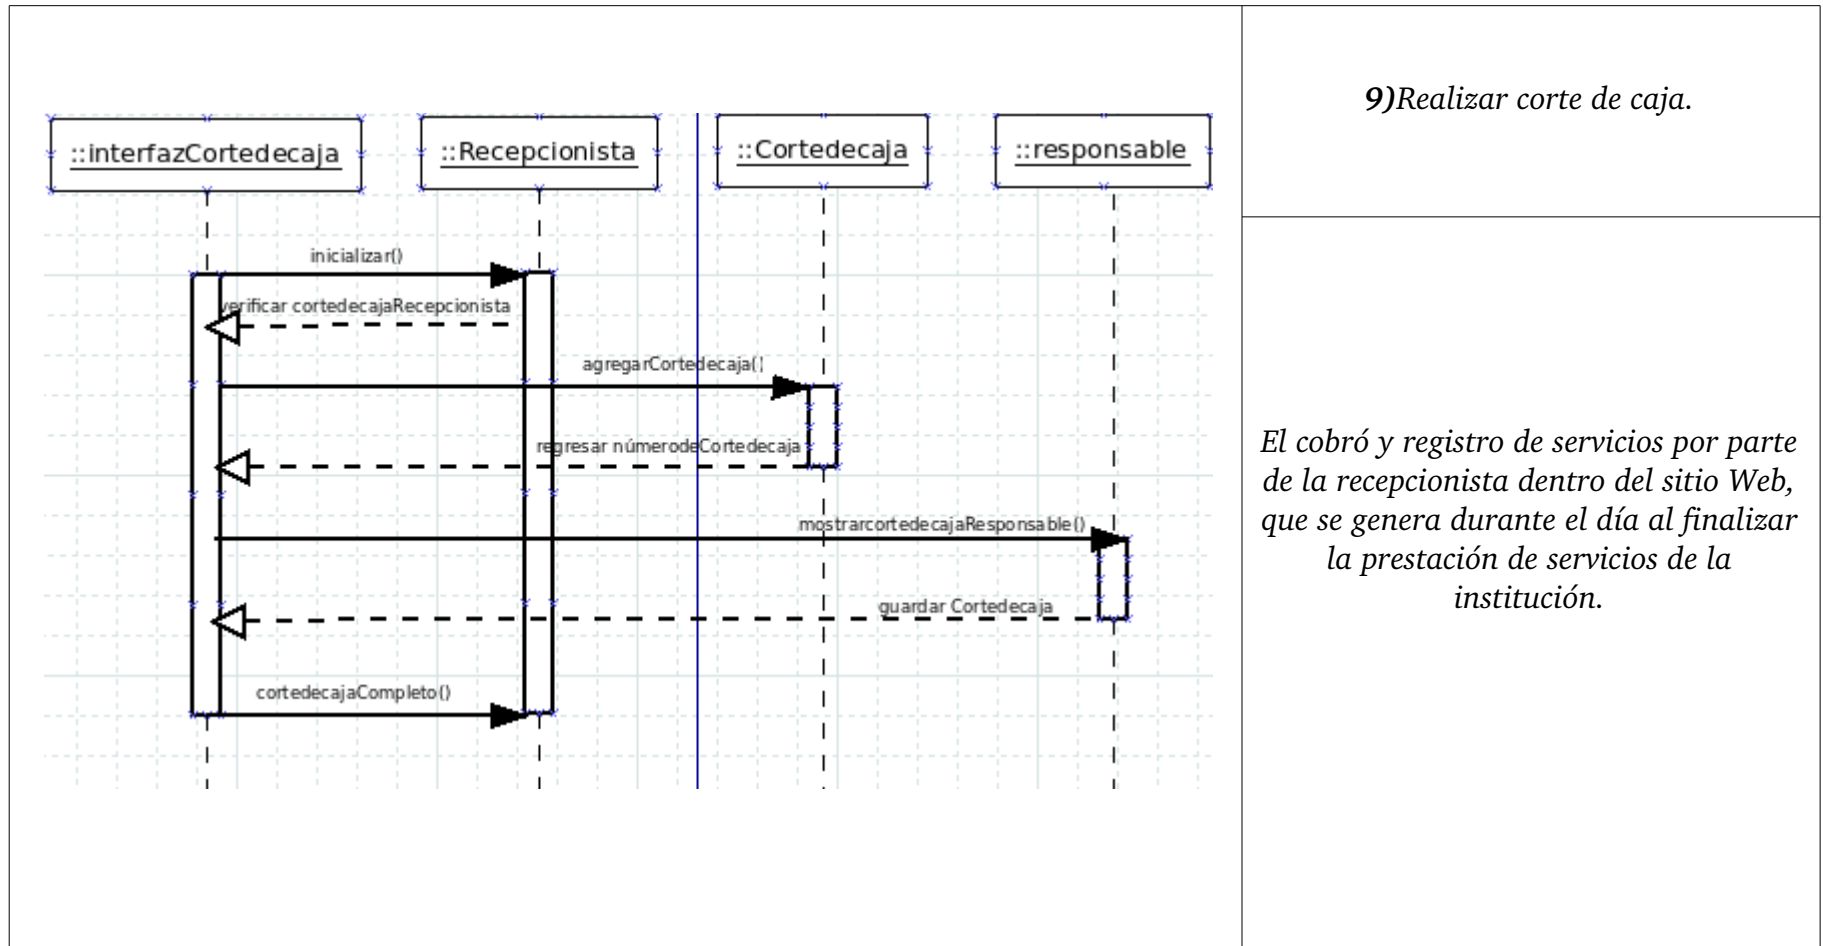 ::interfazCortedecaja
::Recepcionista
::Cortedecaja
::responsable
inicializar()
verificar cortedecajaRecepcionista
agregarCortedecaja()
regresar númerodeCortedecaja
mostrarcortedecajaResponsable()
guardar Cortedecaja
cortedecajaCompleto()
9)Realizar corte de caja.
El cobró y registro de servicios por parte
de la recepcionista dentro del sitio Web,
que se genera durante el día al finalizar
la prestación de servicios de la
institución.